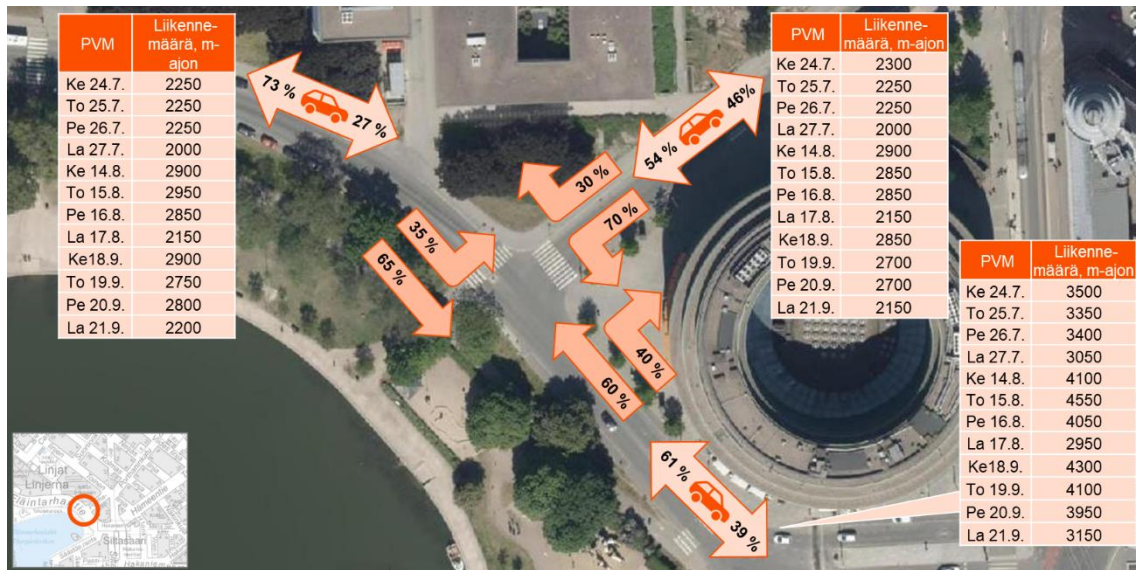 PVM Liikenne-
määrä, m-
ajon
Ke 24.7. 2250
To 25.7. 2250
Pe 26.7. 2250
La 27.7. 2000
Ke 14.8. 2900
To 15.8. 2950
Pe 16.8. 2850
La 17.8. 2150
Ke18.9. 2900
To 19.9. 2750
Pe 20.9. 2800
La 21.9. 2200
73 % 27 %
46% 54 %
30 %
70 %
35 %
65 %
40 %
60 %
61 % 39 %
PVM Liikenne-
määrä, m-ajon
Ke 24.7. 2300
To 25.7. 2250
Pe 26.7. 2250
La 27.7. 2000
Ke 14.8. 2900
To 15.8. 2850
Pe 16.8. 2850
La 17.8. 2150
Ke18.9. 2850
To 19.9. 2700
Pe 20.9. 2700
La 21.9. 2150
PVM Liikenne-
määrä, m-ajon
Ke 24.7. 3500
To 25.7. 3350
Pe 26.7. 3400
La 27.7. 3050
Ke 14.8. 4100
To 15.8. 4550
Pe 16.8. 4050
La 17.8. 2950
Ke18.9. 4300
To 19.9. 4100
Pe 20.9. 3950
La 21.9. 3150
Linjat
Linjerna
Hämeentie
Siltasaari